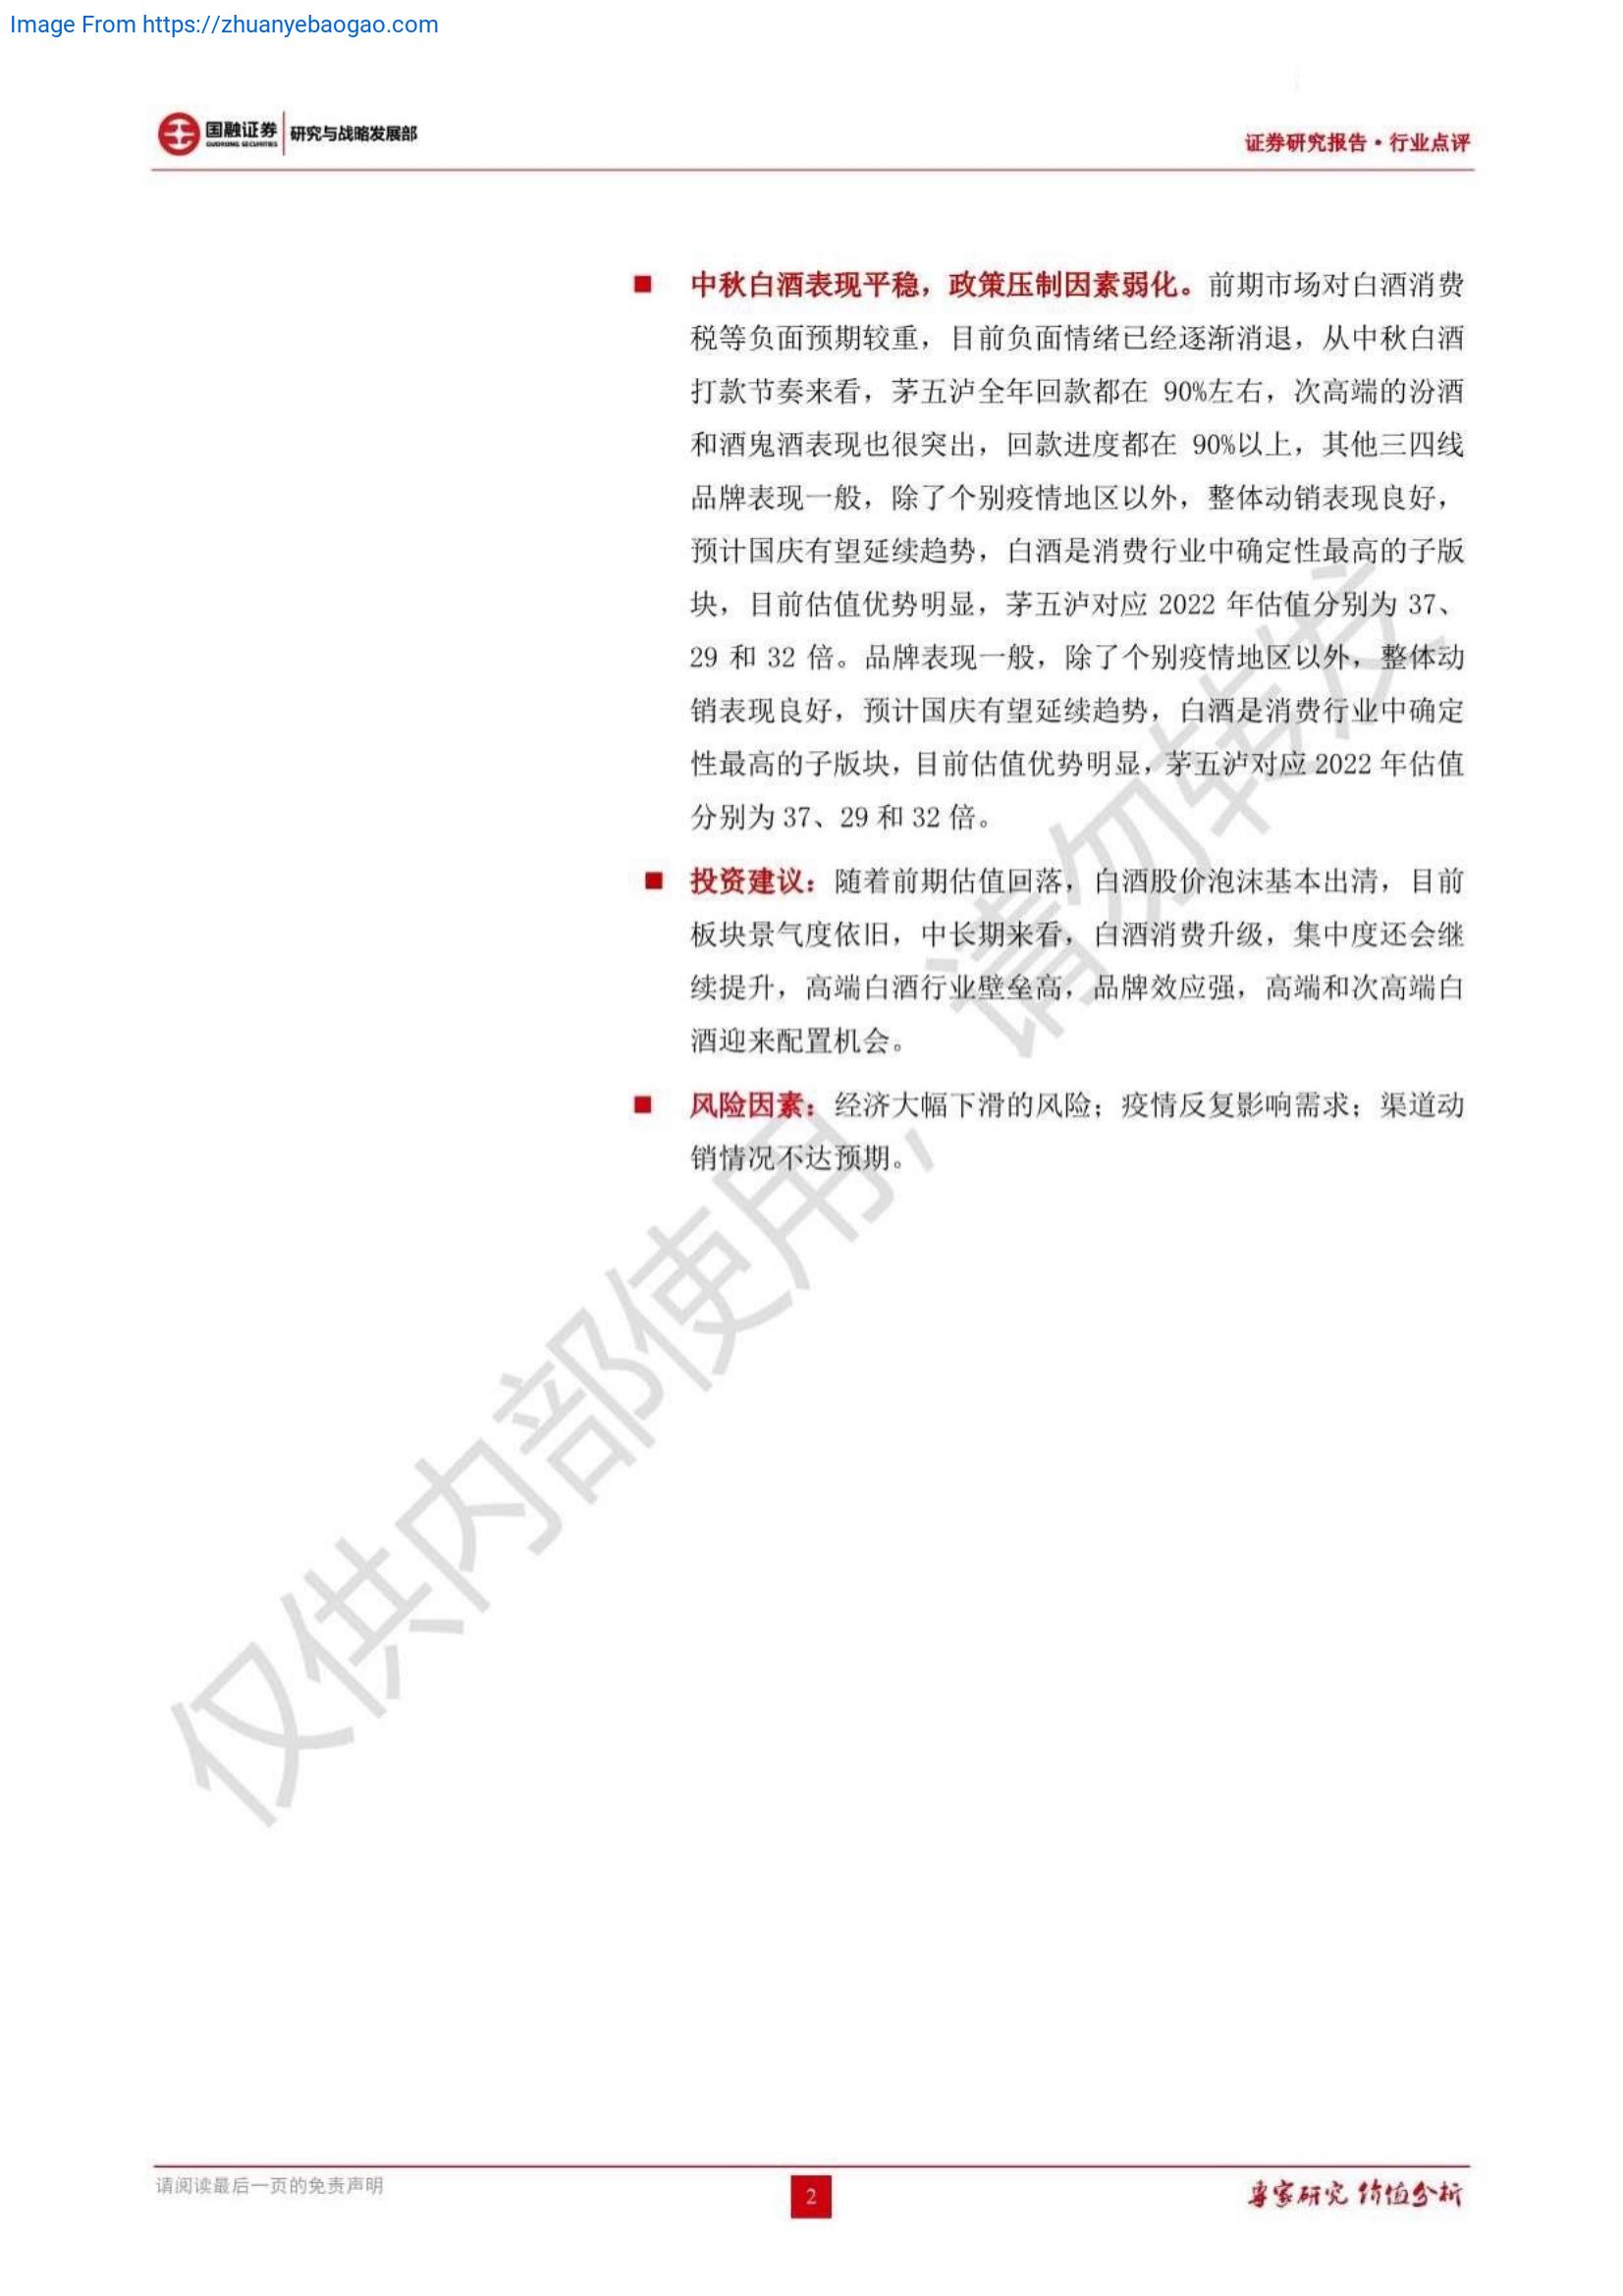 Image From https://zhuanyebaogao.com
国融证券 研究与战略发展部
GUORONG SECURITIES
证券研究报告·行业点评
■ 中秋白酒表现平稳，政策压制因素弱化。前期市场对白酒消费
税等负面预期较重，目前负面情绪已经逐渐消退，从中秋白酒
打款节奏来看，茅五泸全年回款都在 90%左右，次高端的汾酒
和酒鬼酒表现也很突出，回款进度都在 90%以上，其他三四线
品牌表现一般，除了个别疫情地区以外，整体动销表现良好，
预计国庆有望延续趋势，白酒是消费行业中确定性最高的子版
块，目前估值优势明显，茅五泸对应 2022 年估值分别为 37、
29 和 32 倍。品牌表现一般，除了个别疫情地区以外，整体动
销表现良好，预计国庆有望延续趋势，白酒是消费行业中确定
性最高的子版块，目前估值优势明显，茅五泸对应 2022 年估值
分别为 37、29 和 32 倍。
■ 投资建议：随着前期估值回落，白酒股价泡沫基本出清，目前
板块景气度依旧，中长期来看，白酒消费升级，集中度还会继
续提升，高端白酒行业壁垒高，品牌效应强，高端和次高端白
酒迎来配置机会。
■ 风险因素：经济大幅下滑的风险；疫情反复影响需求；渠道动
销情况不达预期。
仅供内部使用，请勿转发
请阅读最后一页的免责声明
2
专家研究 价值分析